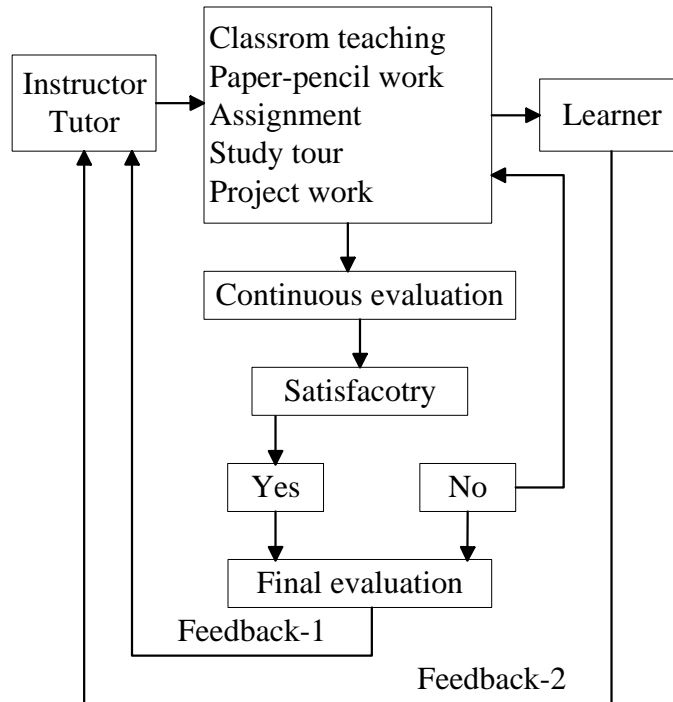 Instructor
Tutor
Classrom teaching
Paper-pencil work
Assignment
Study tour
Project work
Learner
Continuous evaluation
Satisfacotry
Yes
No
Final evaluation
Feedback-1
Feedback-2